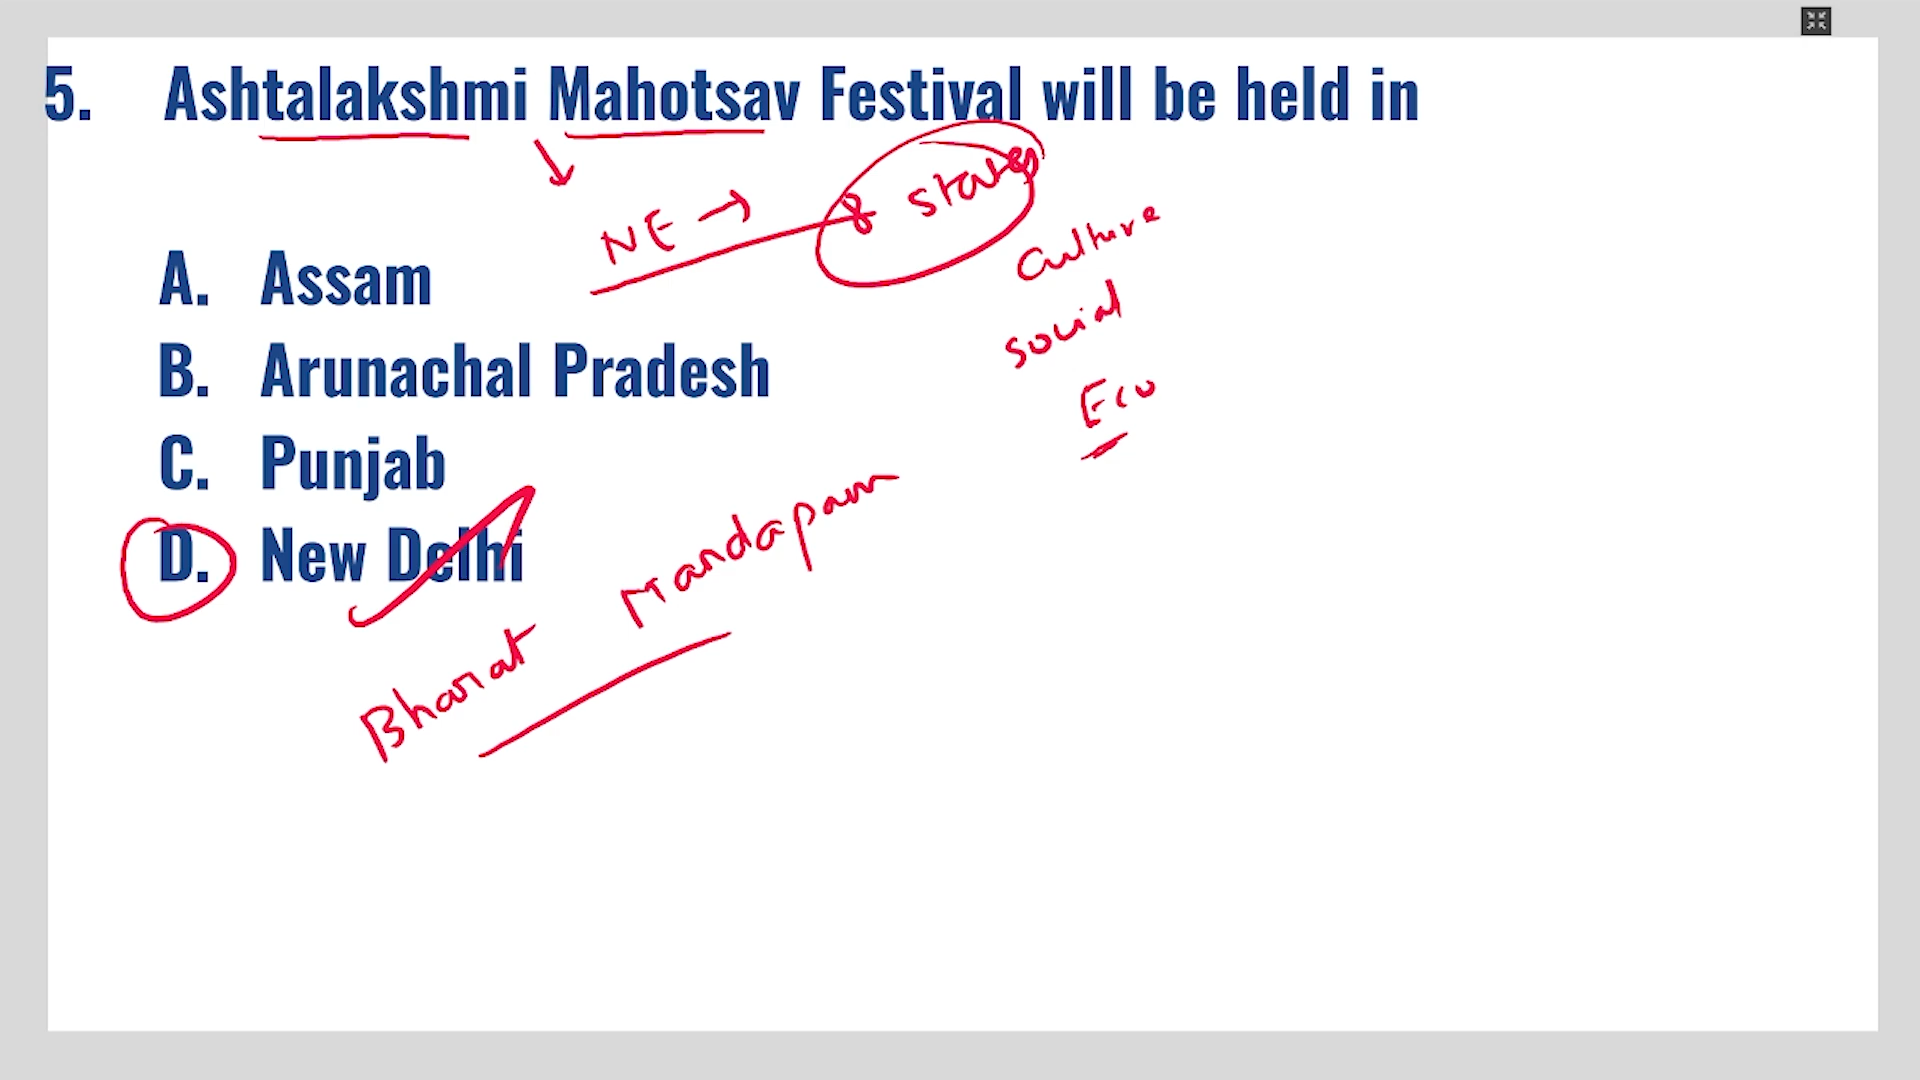 5. Ashtalakshmi Mahotsav Festival will be held in
NE → 8 States
Culture
Social
Eco
A. Assam
B. Arunachal Pradesh
C. Punjab
D. New Delhi
Bharat Mandapam